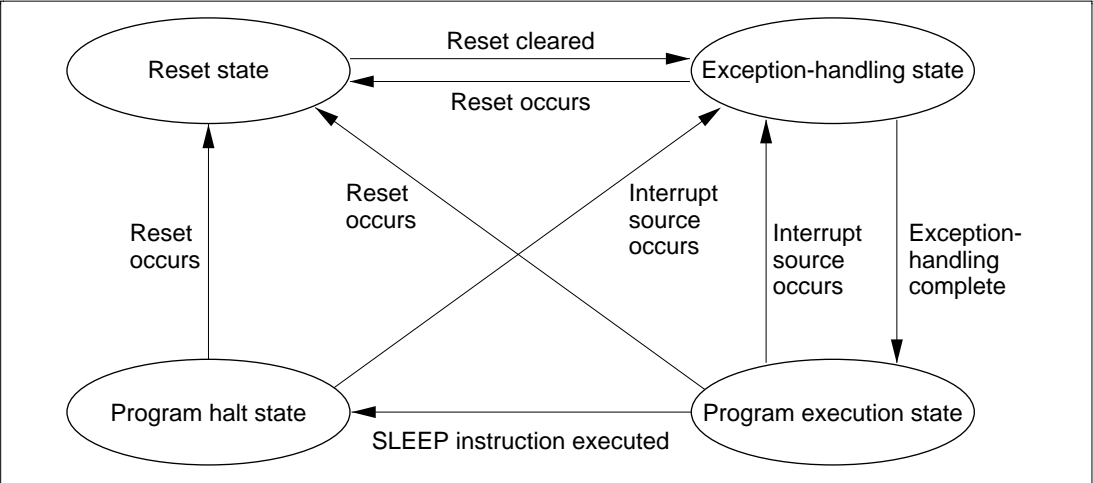 Reset state
Reset cleared
Exception-handling state
Reset occurs
Reset
occurs
Reset
occurs
Interrupt
source
occurs
Interrupt
source
occurs
Exception-
handling
complete
Program halt state
SLEEP instruction executed
Program execution state